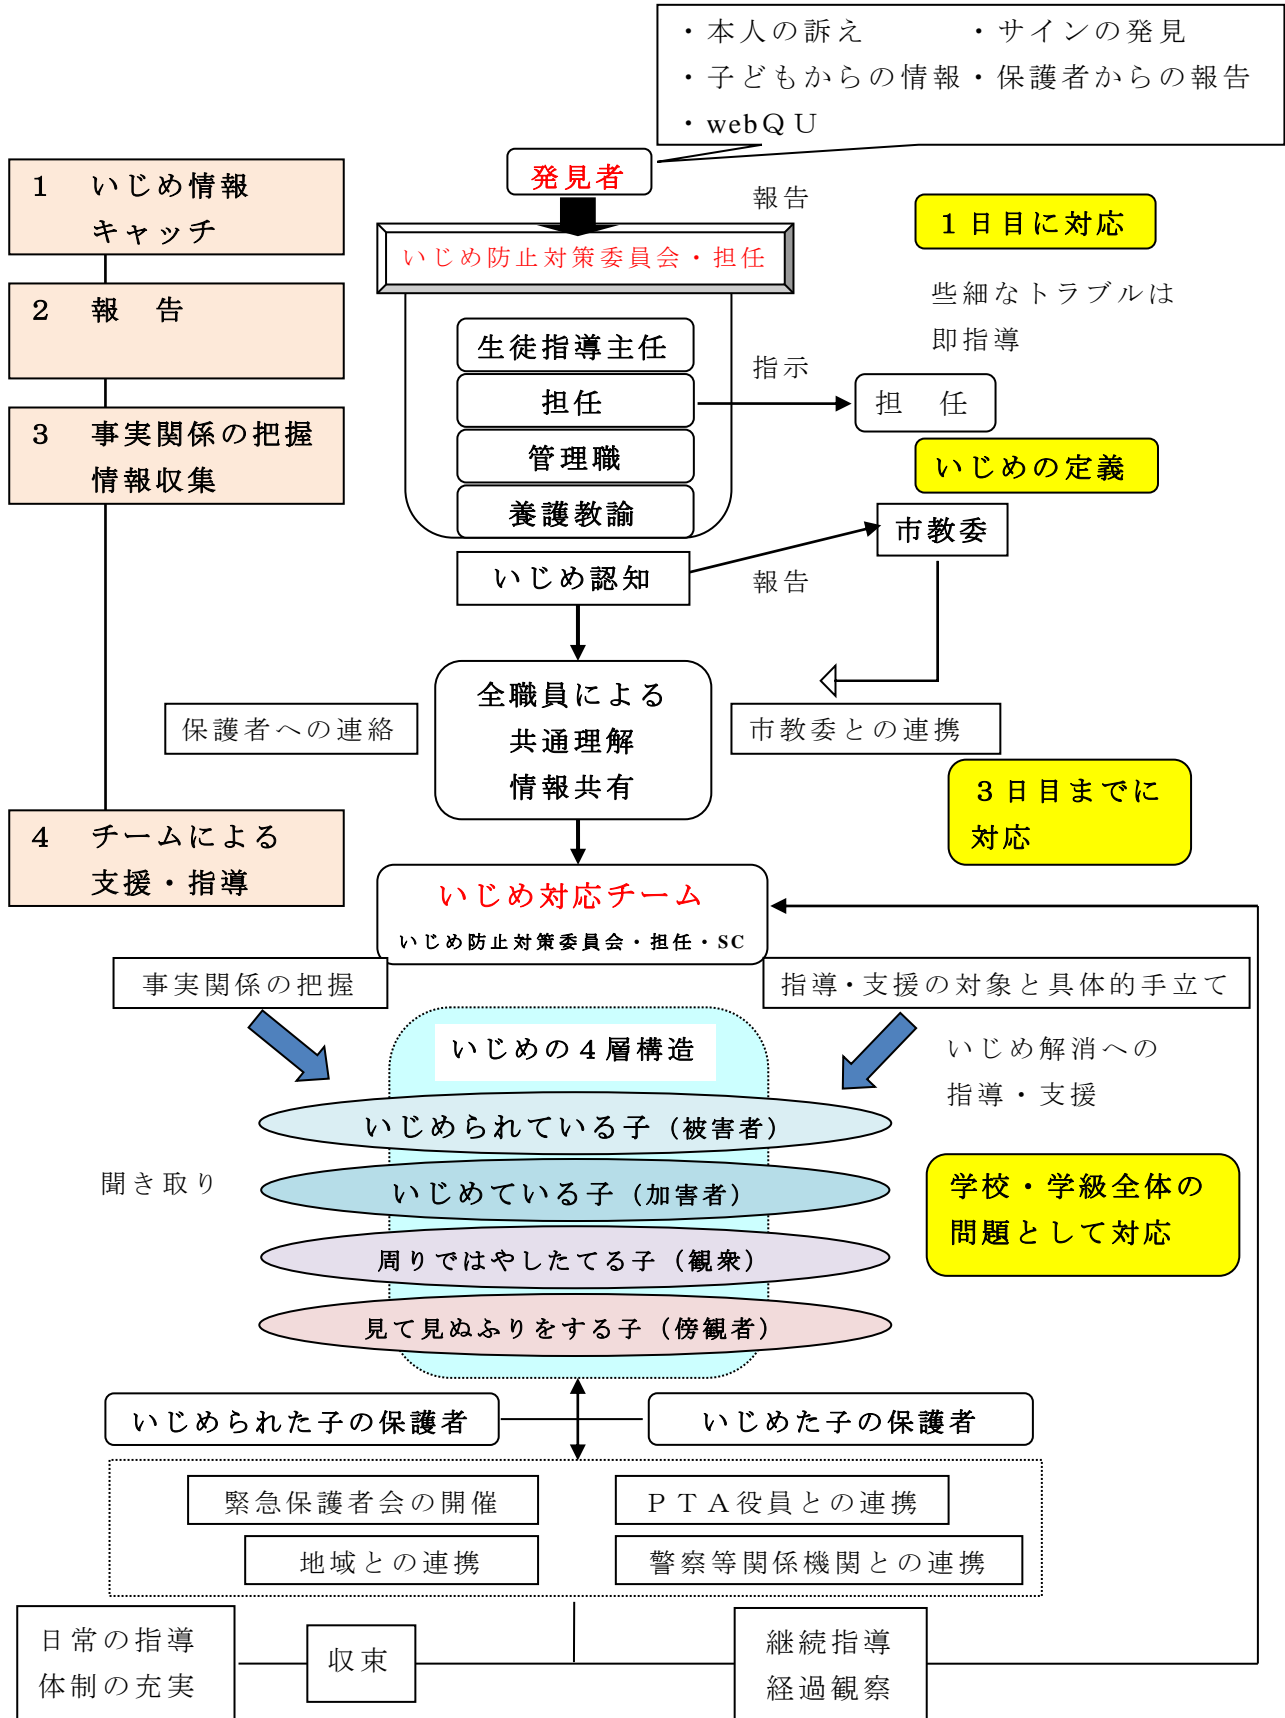 ・本人の訴え　　　・サインの発見
・子どもからの情報・保護者からの報告
・webＱＵ
発見者
報告
１日目に対応
１　いじめ情報
キャッチ
いじめ防止対策委員会・担任
些細なトラブルは
即指導
２　報　告
生徒指導主任
指示
担任
担　任
３　事実関係の把握
情報収集
管理職
いじめの定義
養護教諭
市教委
いじめ認知
報告
全職員による
共通理解
情報共有
保護者への連絡
市教委との連携
３日目までに
対応
４　チームによる
支援・指導
いじめ対応チーム
いじめ防止対策委員会・担任・SC
事実関係の把握
指導・支援の対象と具体的手立て
いじめの４層構造
いじめ解消への
指導・支援
いじめられている子（被害者）
聞き取り
いじめている子（加害者）
学校・学級全体の
問題として対応
周りではやしたてる子（観衆）
見て見ぬふりをする子（傍観者）
いじめられた子の保護者
いじめた子の保護者
緊急保護者会の開催
ＰＴＡ役員との連携
地域との連携
警察等関係機関との連携
日常の指導
体制の充実
収束
継続指導
経過観察